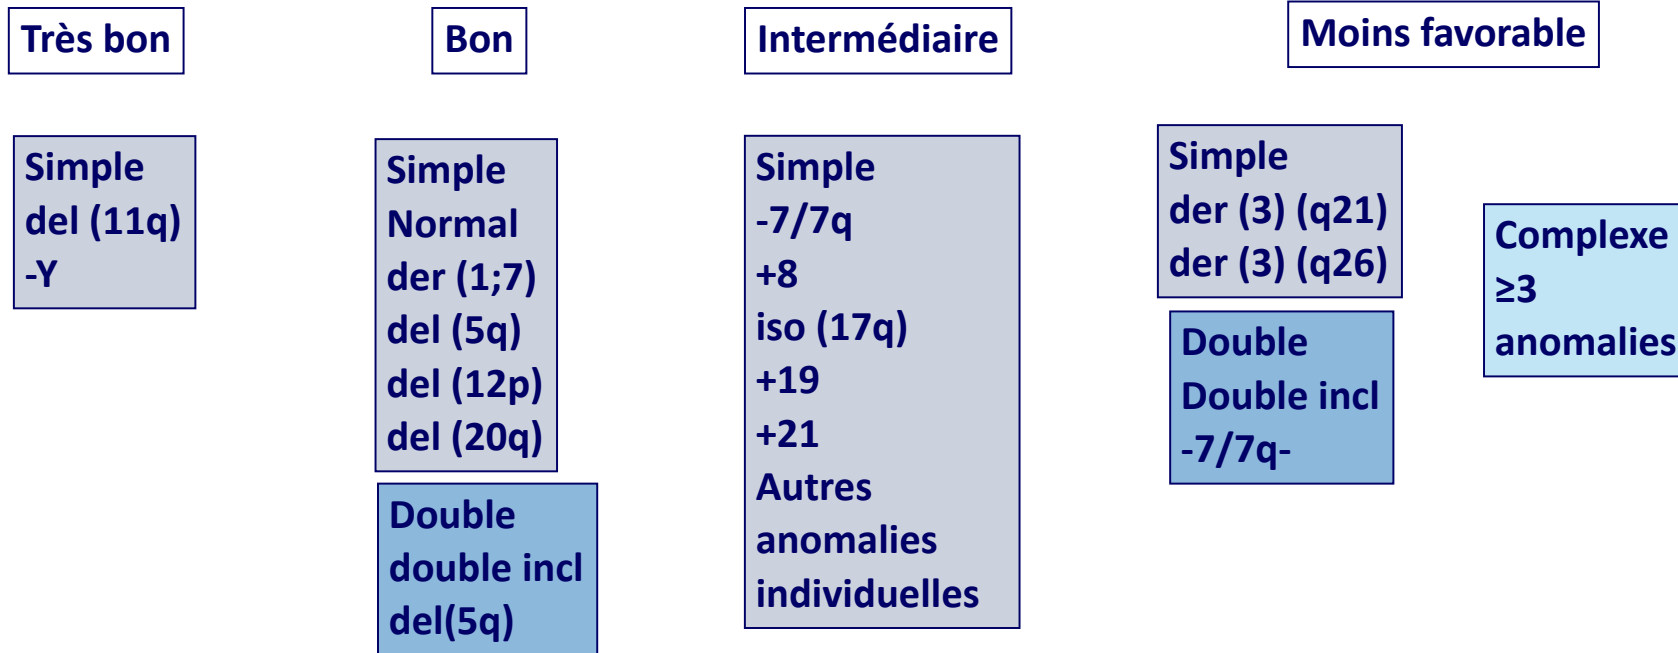 Très bon
Bon
Intermédiaire
Moins favorable
Simple
del (11q)
-Y
Simple
Normal
der (1;7)
del (5q)
del (12p)
del (20q)
Double
double incl
del(5q)
Simple
-7/7q
+8
iso (17q)
+19
+21
Autres
anomalies
individuelles
Simple
der (3) (q21)
der (3) (q26)
Double
Double incl
-7/7q-
Complexe
≥3
anomalies